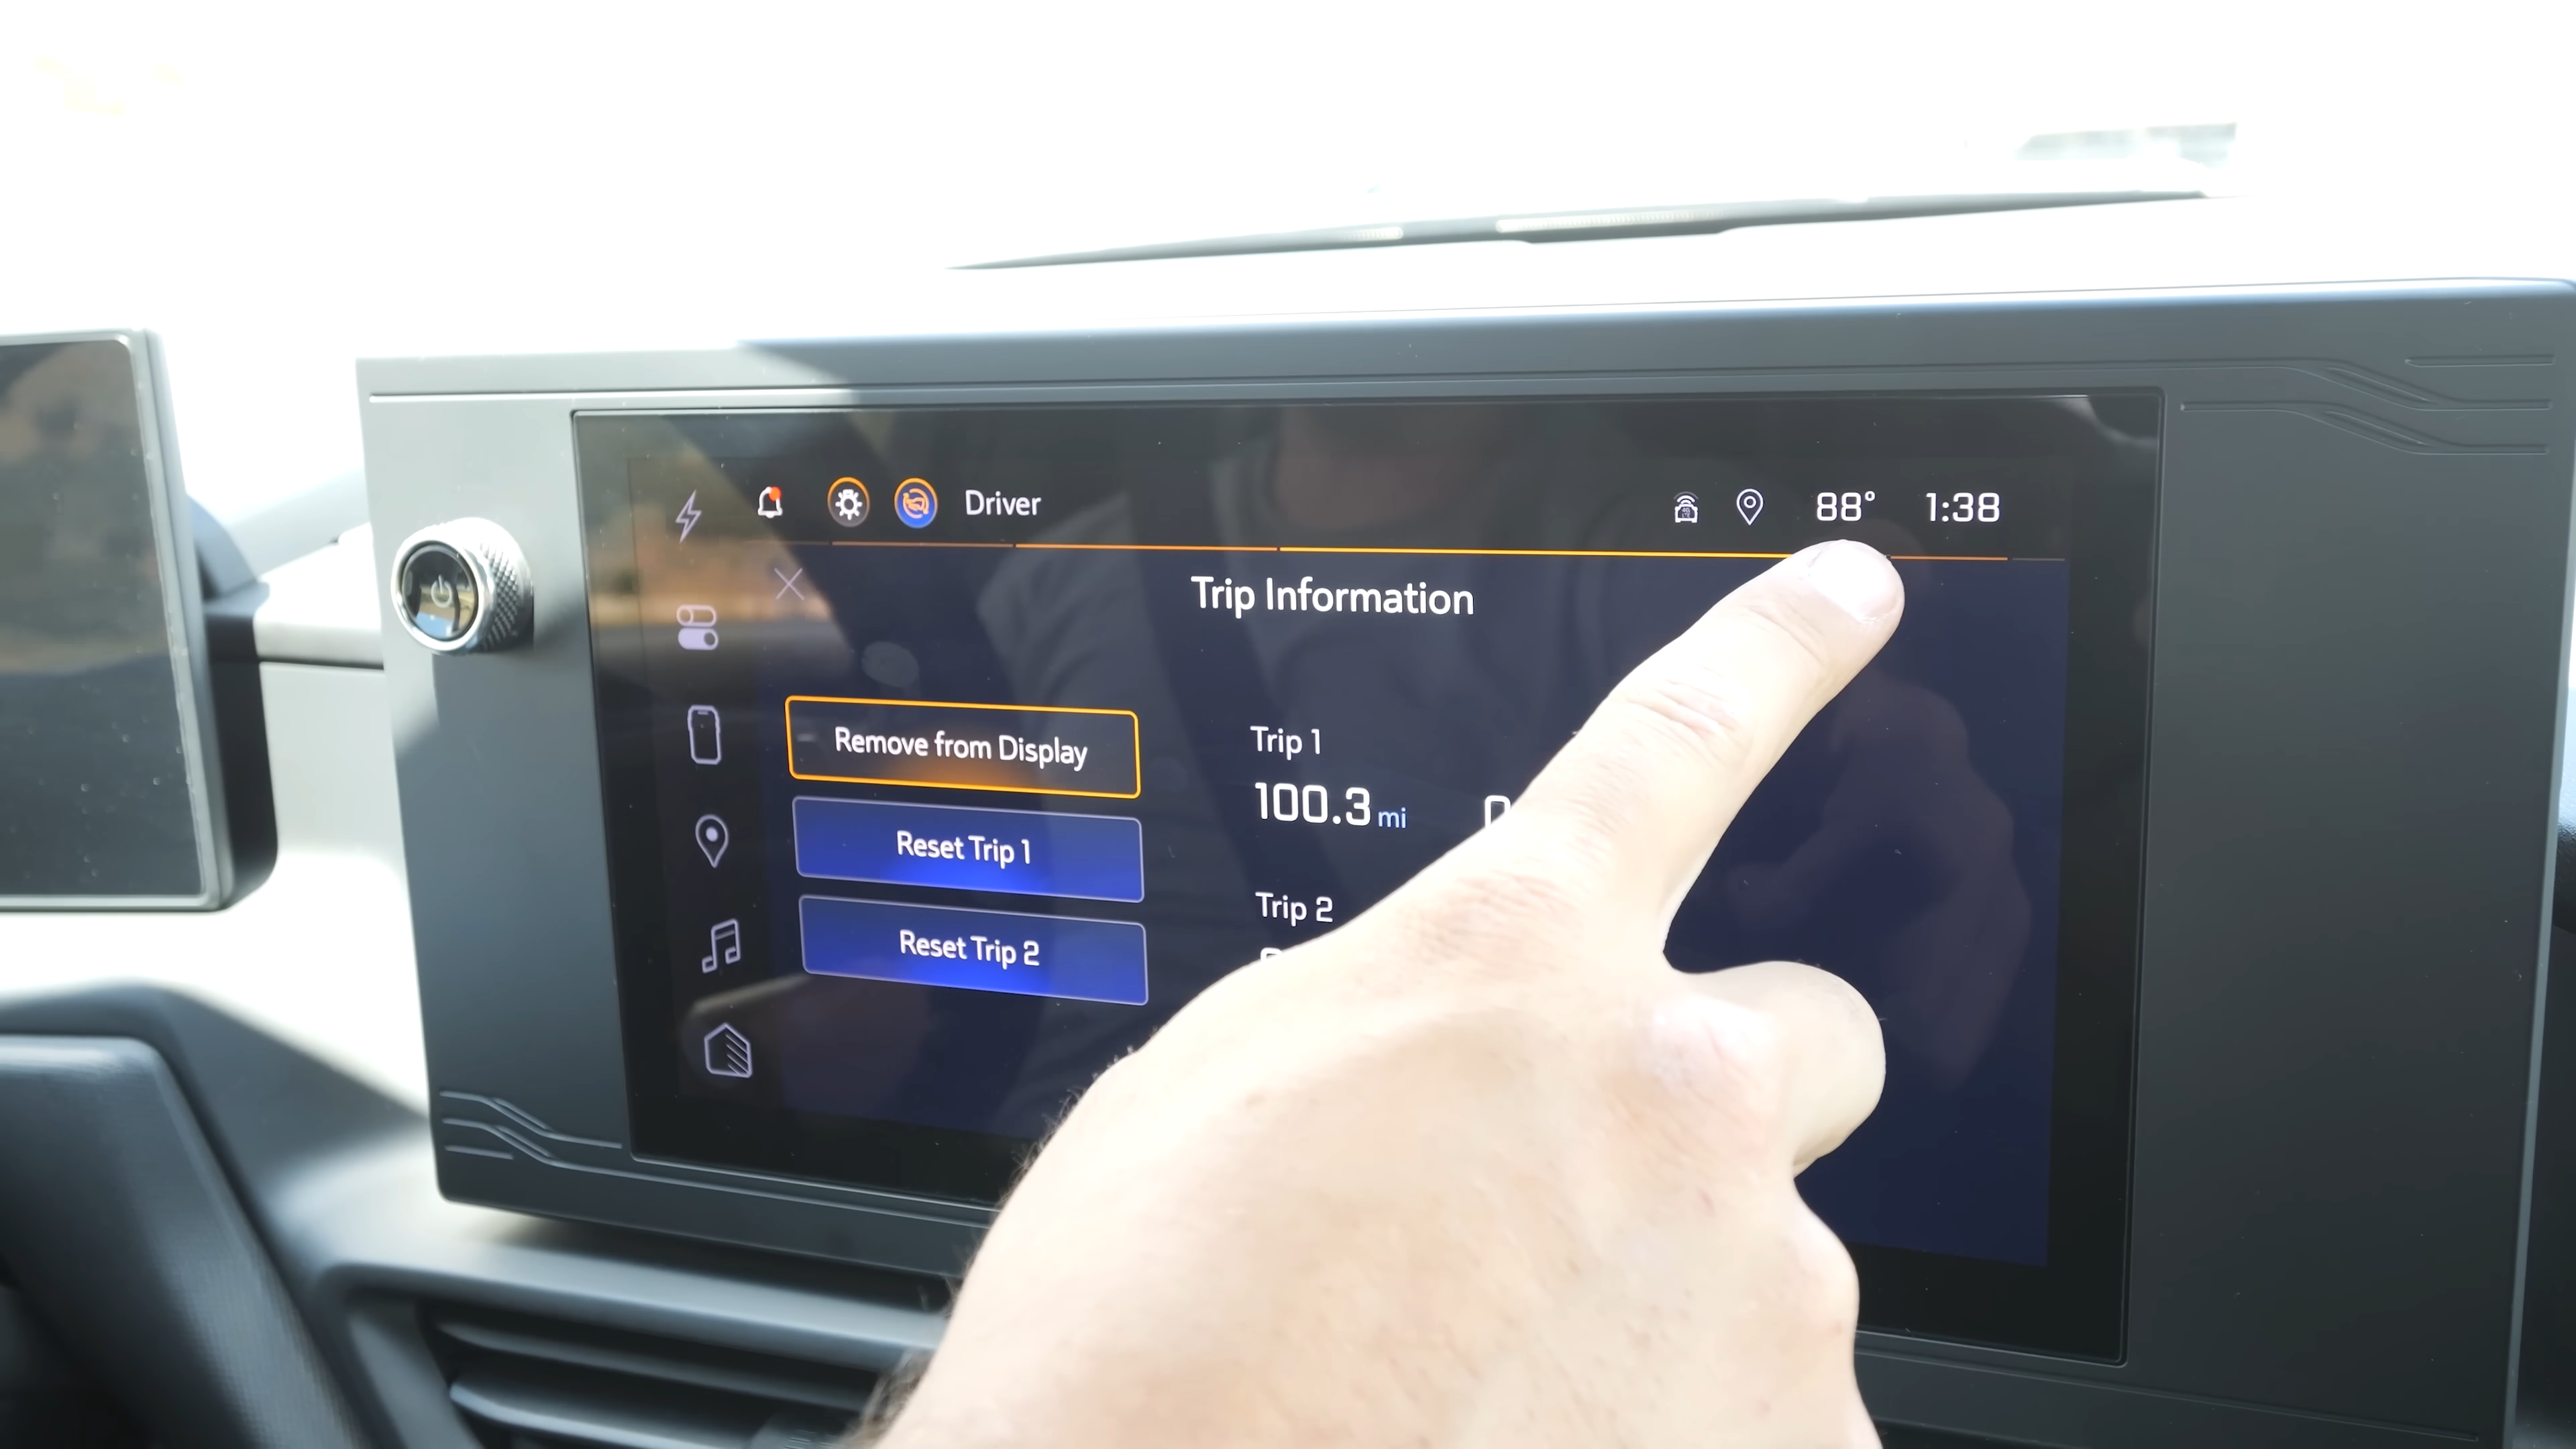 Driver
88° 1:38
Trip Information
Remove from Display
Reset Trip 1
Reset Trip 2
Trip 1
100.3 mi
Trip 2